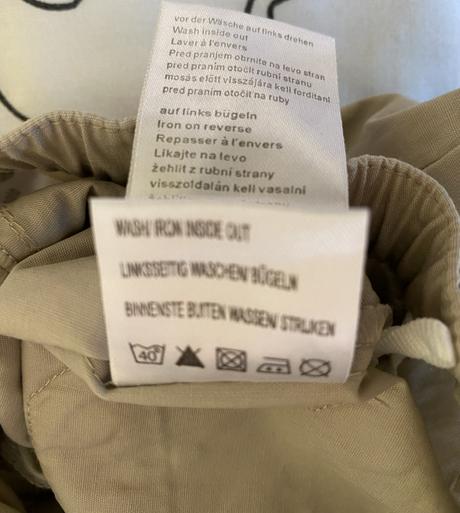 vor der Wäsche auf links drehen
Wash inside out
Laver à l'envers
Pred pranjem obrnite na levo stran
pred praním otočit rubní stranu
mosás előtt visszájára kell fordítani
pred praním otočiť na ruby
auf links bügeln
Iron on reverse
Repasser à l'envers
Likajte na levo
žehlit z rubní strany
visszoldalán kell vasalni
WASH/ IRON INSIDE OUT
LINKSSEITIG WASCHEN/ BÜGELN
BINNENSTE BUITEN WASSEN/ STRIJKEN
40°